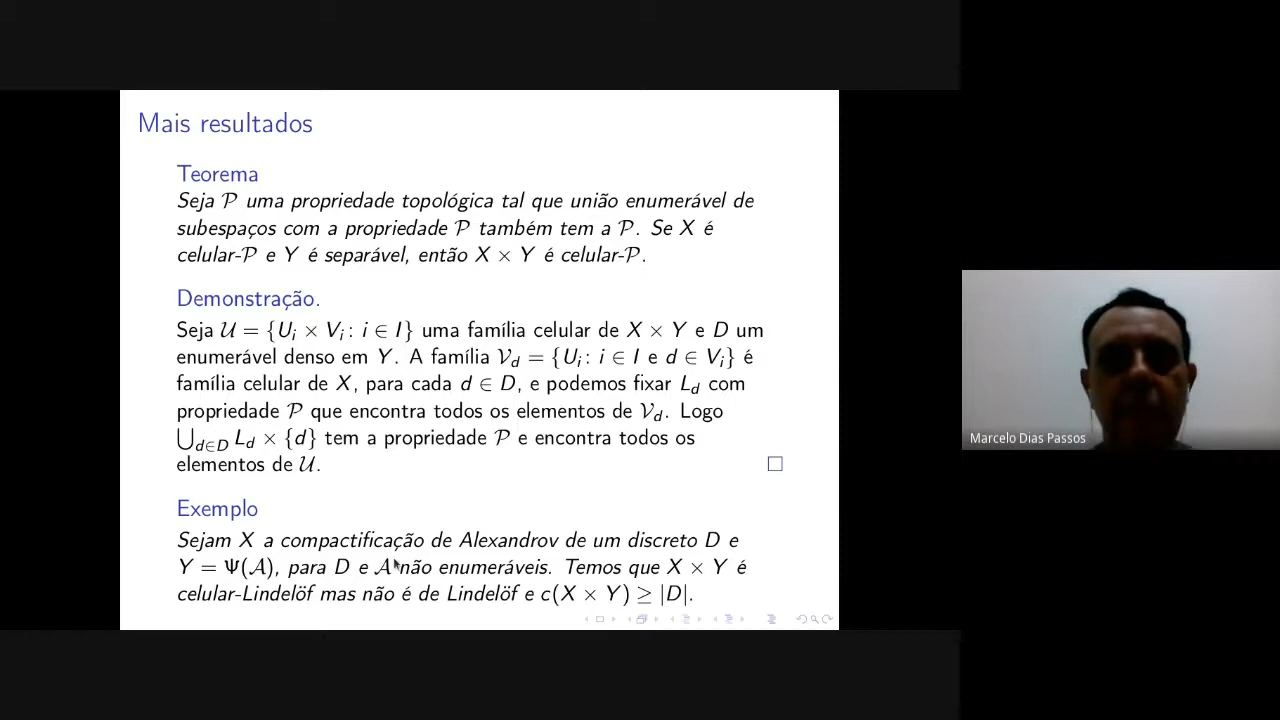 Mais resultados
Teorema
Seja 𝒫 uma propriedade topológica tal que união enumerável de
subespaços com a propriedade 𝒫 também tem a 𝒫. Se X é
celular-𝒫 e Y é separável, então X × Y é celular-𝒫.
Demonstração.
Seja 𝒰 = {Uᵢ × Vᵢ : i ∈ I} uma família celular de X × Y e D um
enumerável denso em Y. A família 𝒱_d = {Uᵢ : i ∈ I e d ∈ Vᵢ} é
família celular de X, para cada d ∈ D, e podemos fixar L_d com
propriedade 𝒫 que encontra todos os elementos de 𝒱_d. Logo
⋃_{d∈D} L_d × {d} tem a propriedade 𝒫 e encontra todos os
elementos de 𝒰. □
Exemplo
Sejam X a compactificação de Alexandrov de um discreto D e
Y = Ψ(𝒜), para D e 𝒜 não enumeráveis. Temos que X × Y é
celular-Lindelöf mas não é de Lindelöf e c(X × Y) ≥ |D|.
Marcelo Dias Passos